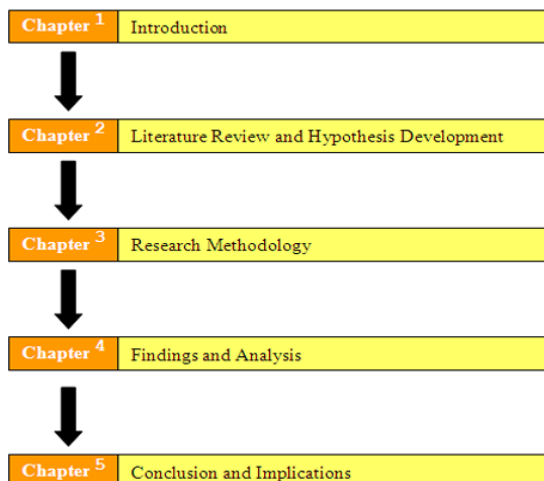 Chapter 1 Introduction
Chapter 2 Literature Review and Hypothesis Development
Chapter 3 Research Methodology
Chapter 4 Findings and Analysis
Chapter 5 Conclusion and Implications